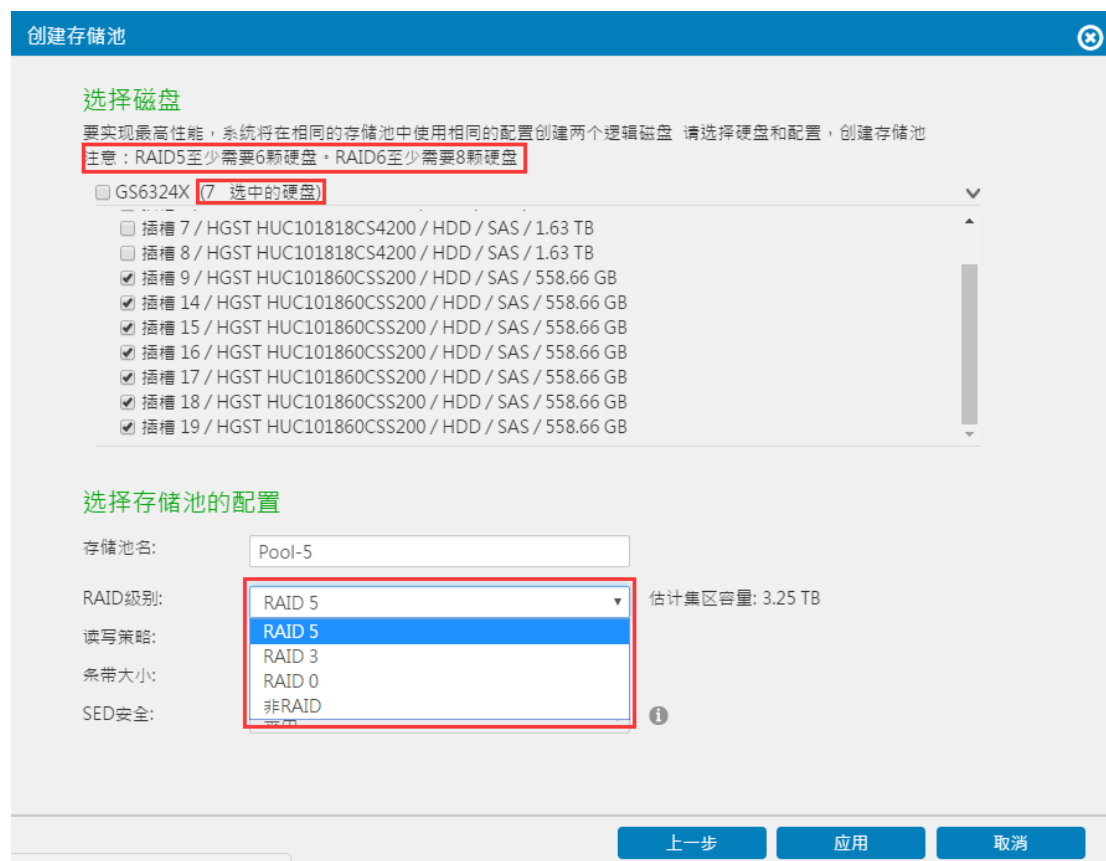 创建存储池
选择磁盘
要实现最高性能，系统将在相同的存储池中使用相同的配置创建两个逻辑磁盘 请选择硬盘和配置，创建存储池
注意：RAID5至少需要6颗硬盘。RAID6至少需要8颗硬盘
GS6324X (7 选中的硬盘)
插槽 7 / HGST HUC101818CS4200 / HDD / SAS / 1.63 TB
插槽 8 / HGST HUC101818CS4200 / HDD / SAS / 1.63 TB
插槽 9 / HGST HUC101860CSS200 / HDD / SAS / 558.66 GB
插槽 14 / HGST HUC101860CSS200 / HDD / SAS / 558.66 GB
插槽 15 / HGST HUC101860CSS200 / HDD / SAS / 558.66 GB
插槽 16 / HGST HUC101860CSS200 / HDD / SAS / 558.66 GB
插槽 17 / HGST HUC101860CSS200 / HDD / SAS / 558.66 GB
插槽 18 / HGST HUC101860CSS200 / HDD / SAS / 558.66 GB
插槽 19 / HGST HUC101860CSS200 / HDD / SAS / 558.66 GB
选择存储池的配置
存储池名: Pool-5
RAID级别: RAID 5 估计集区容量: 3.25 TB
RAID 5
读写策略:
RAID 3
条带大小:
RAID 0
非RAID
SED安全:
上一步 应用 取消